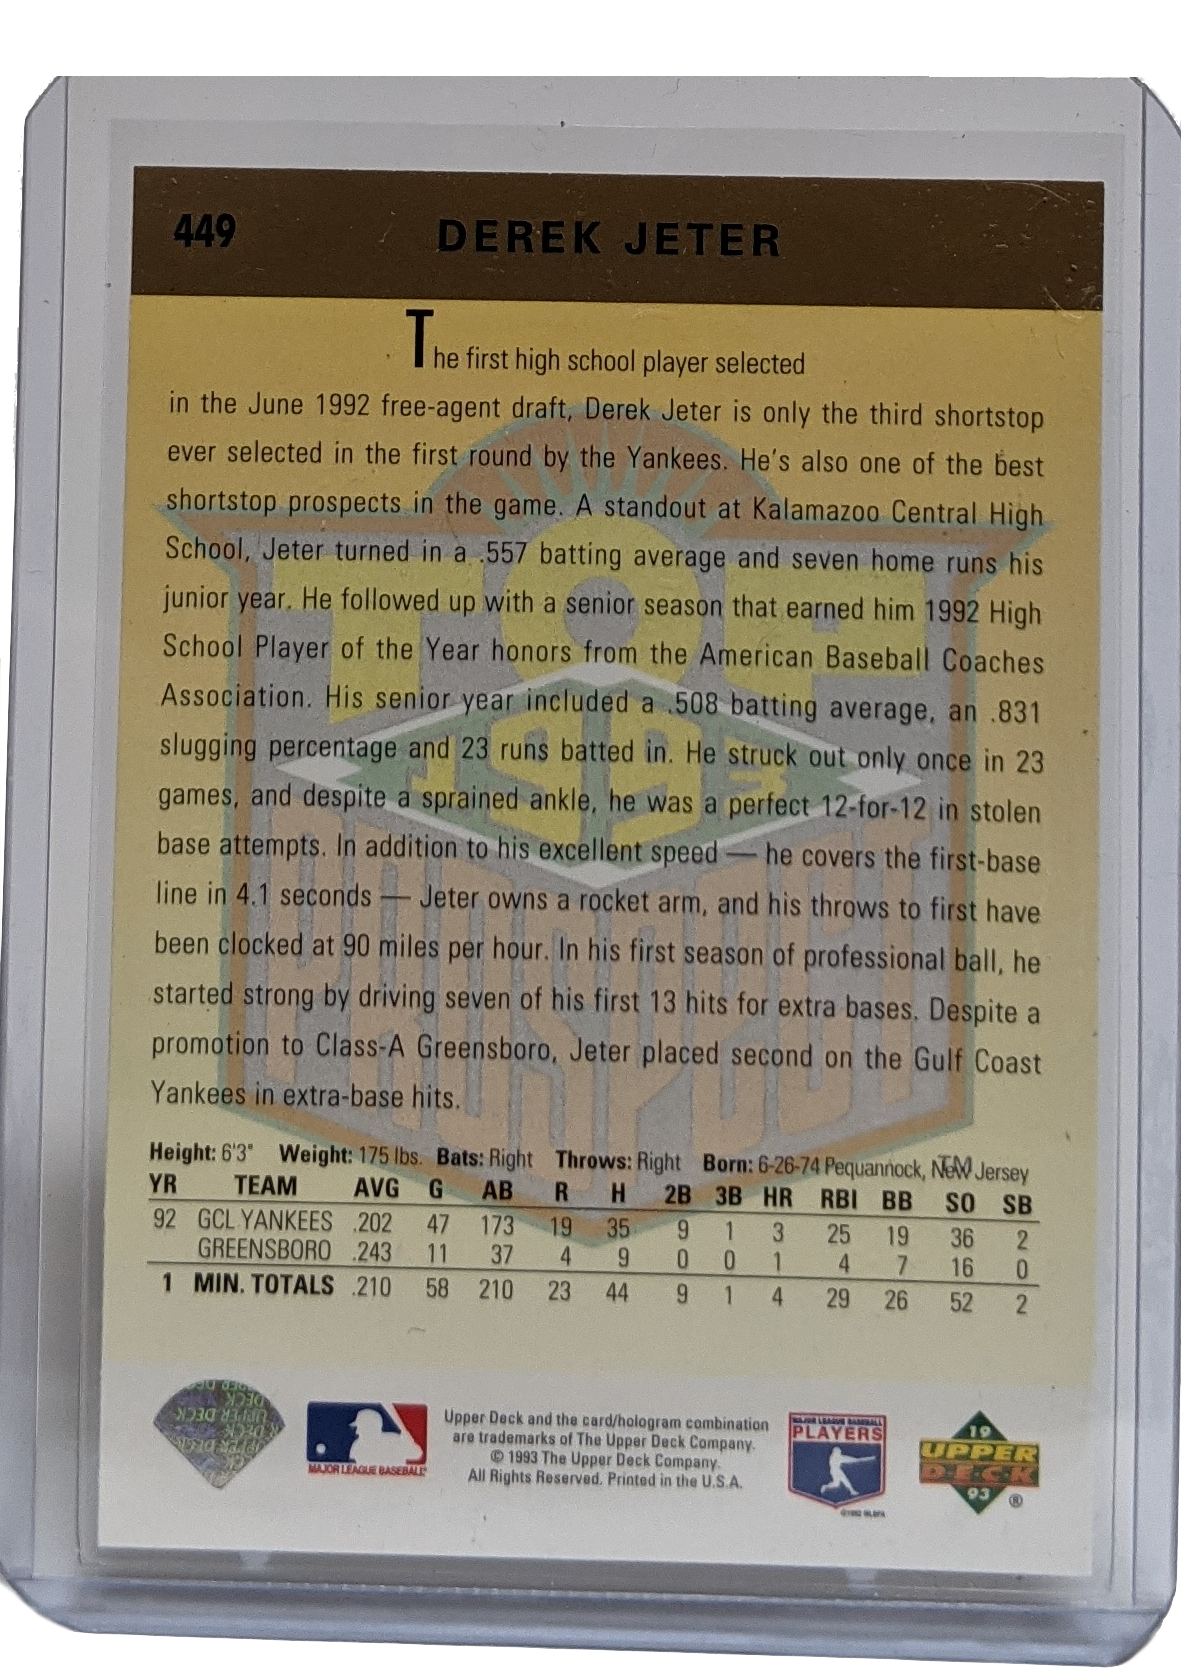 449 DEREK JETER
The first high school player selected
in the June 1992 free-agent draft, Derek Jeter is only the third shortstop
ever selected in the first round by the Yankees. He's also one of the best
shortstop prospects in the game. A standout at Kalamazoo Central High
School, Jeter turned in a .557 batting average and seven home runs his
junior year. He followed up with a senior season that earned him 1992 High
School Player of the Year honors from the American Baseball Coaches
Association. His senior year included a .508 batting average, an .831
slugging percentage and 23 runs batted in. He struck out only once in 23
games, and despite a sprained ankle, he was a perfect 12-for-12 in stolen
base attempts. In addition to his excellent speed — he covers the first-base
line in 4.1 seconds — Jeter owns a rocket arm, and his throws to first have
been clocked at 90 miles per hour. In his first season of professional ball, he
started strong by driving seven of his first 13 hits for extra bases. Despite a
promotion to Class-A Greensboro, Jeter placed second on the Gulf Coast
Yankees in extra-base hits.
TOP
1993
PROSPECT
TM
Height: 6'3" Weight: 175 lbs. Bats: Right Throws: Right Born: 6-26-74 Pequannock, New Jersey
YR TEAM AVG G AB R H 2B 3B HR RBI BB SO SB
92 GCL YANKEES .202 47 173 19 35 9 1 3 25 19 36 2
GREENSBORO .243 11 37 4 9 0 0 1 4 7 16 0
1 MIN. TOTALS .210 58 210 23 44 9 1 4 29 26 52 2
UPPER DECK
MAJOR LEAGUE BASEBALL
Upper Deck and the card/hologram combination
are trademarks of The Upper Deck Company.
© 1993 The Upper Deck Company.
All Rights Reserved. Printed in the U.S.A.
MAJOR LEAGUE BASEBALL
PLAYERS
19
UPPER
DECK
93 ®